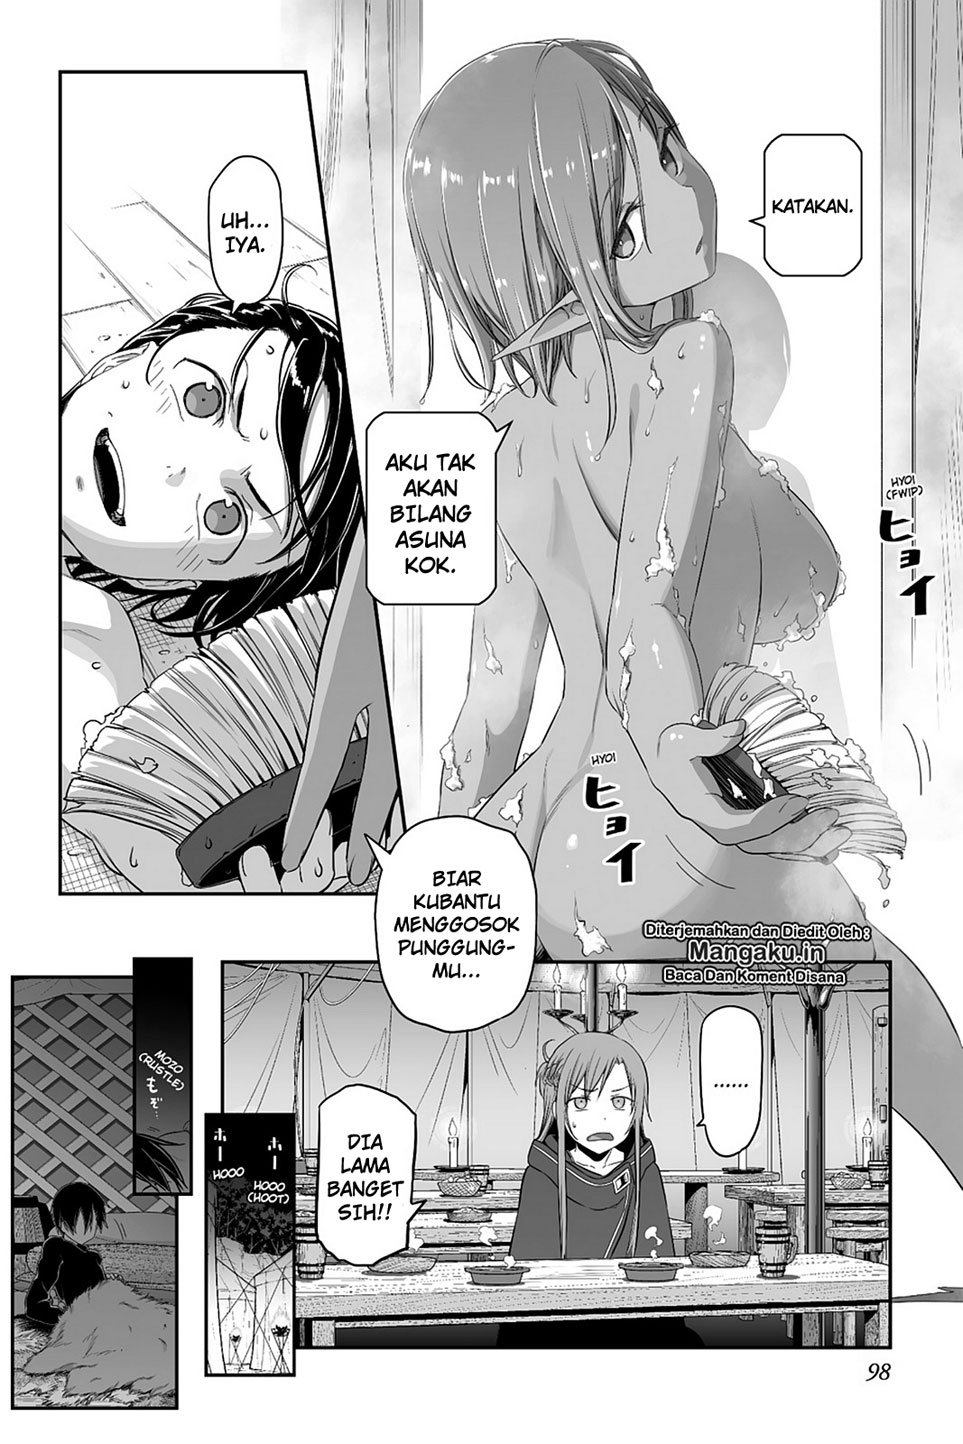 KATAKAN.
AKU TAK
AKAN
BILANG
ASUNA
KOK.
HYOI
(FWIP)
ヒョイ
HYOI
ヒョイ
UH...
IYA.
BIAR
KUBANTU
MENGGOSOK
PUNGGUNG-
MU...
Diterjemahkan dan Diedit Oleh :
Mangaku.in
Baca Dan Koment Disana
.......
DIA
LAMA
BANGET
SIH!!
ホー
ホー
HOOO
HOOO
(HOOT)
MOZO
(RUSTLE)
もぞ…
98